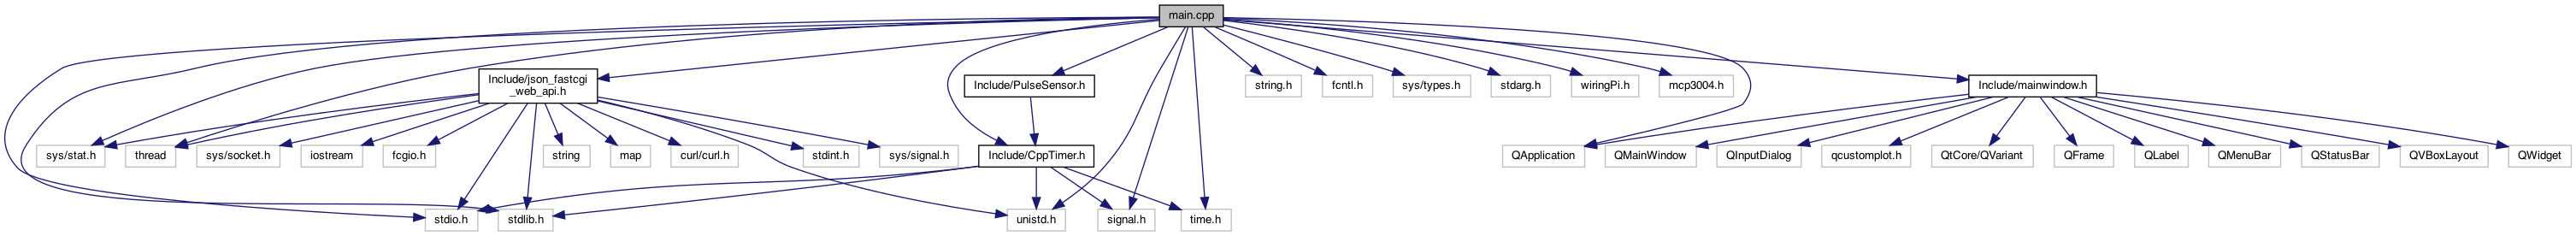 main.cpp
Include/json_fastcgi
_web_api.h
Include/PulseSensor.h
string.h
fcntl.h
sys/types.h
stdarg.h
wiringPi.h
mcp3004.h
Include/mainwindow.h
sys/stat.h
thread
sys/socket.h
iostream
fcgio.h
string
map
curl/curl.h
stdint.h
sys/signal.h
Include/CppTimer.h
QApplication
QMainWindow
QInputDialog
qcustomplot.h
QtCore/QVariant
QFrame
QLabel
QMenuBar
QStatusBar
QVBoxLayout
QWidget
stdio.h
stdlib.h
unistd.h
signal.h
time.h